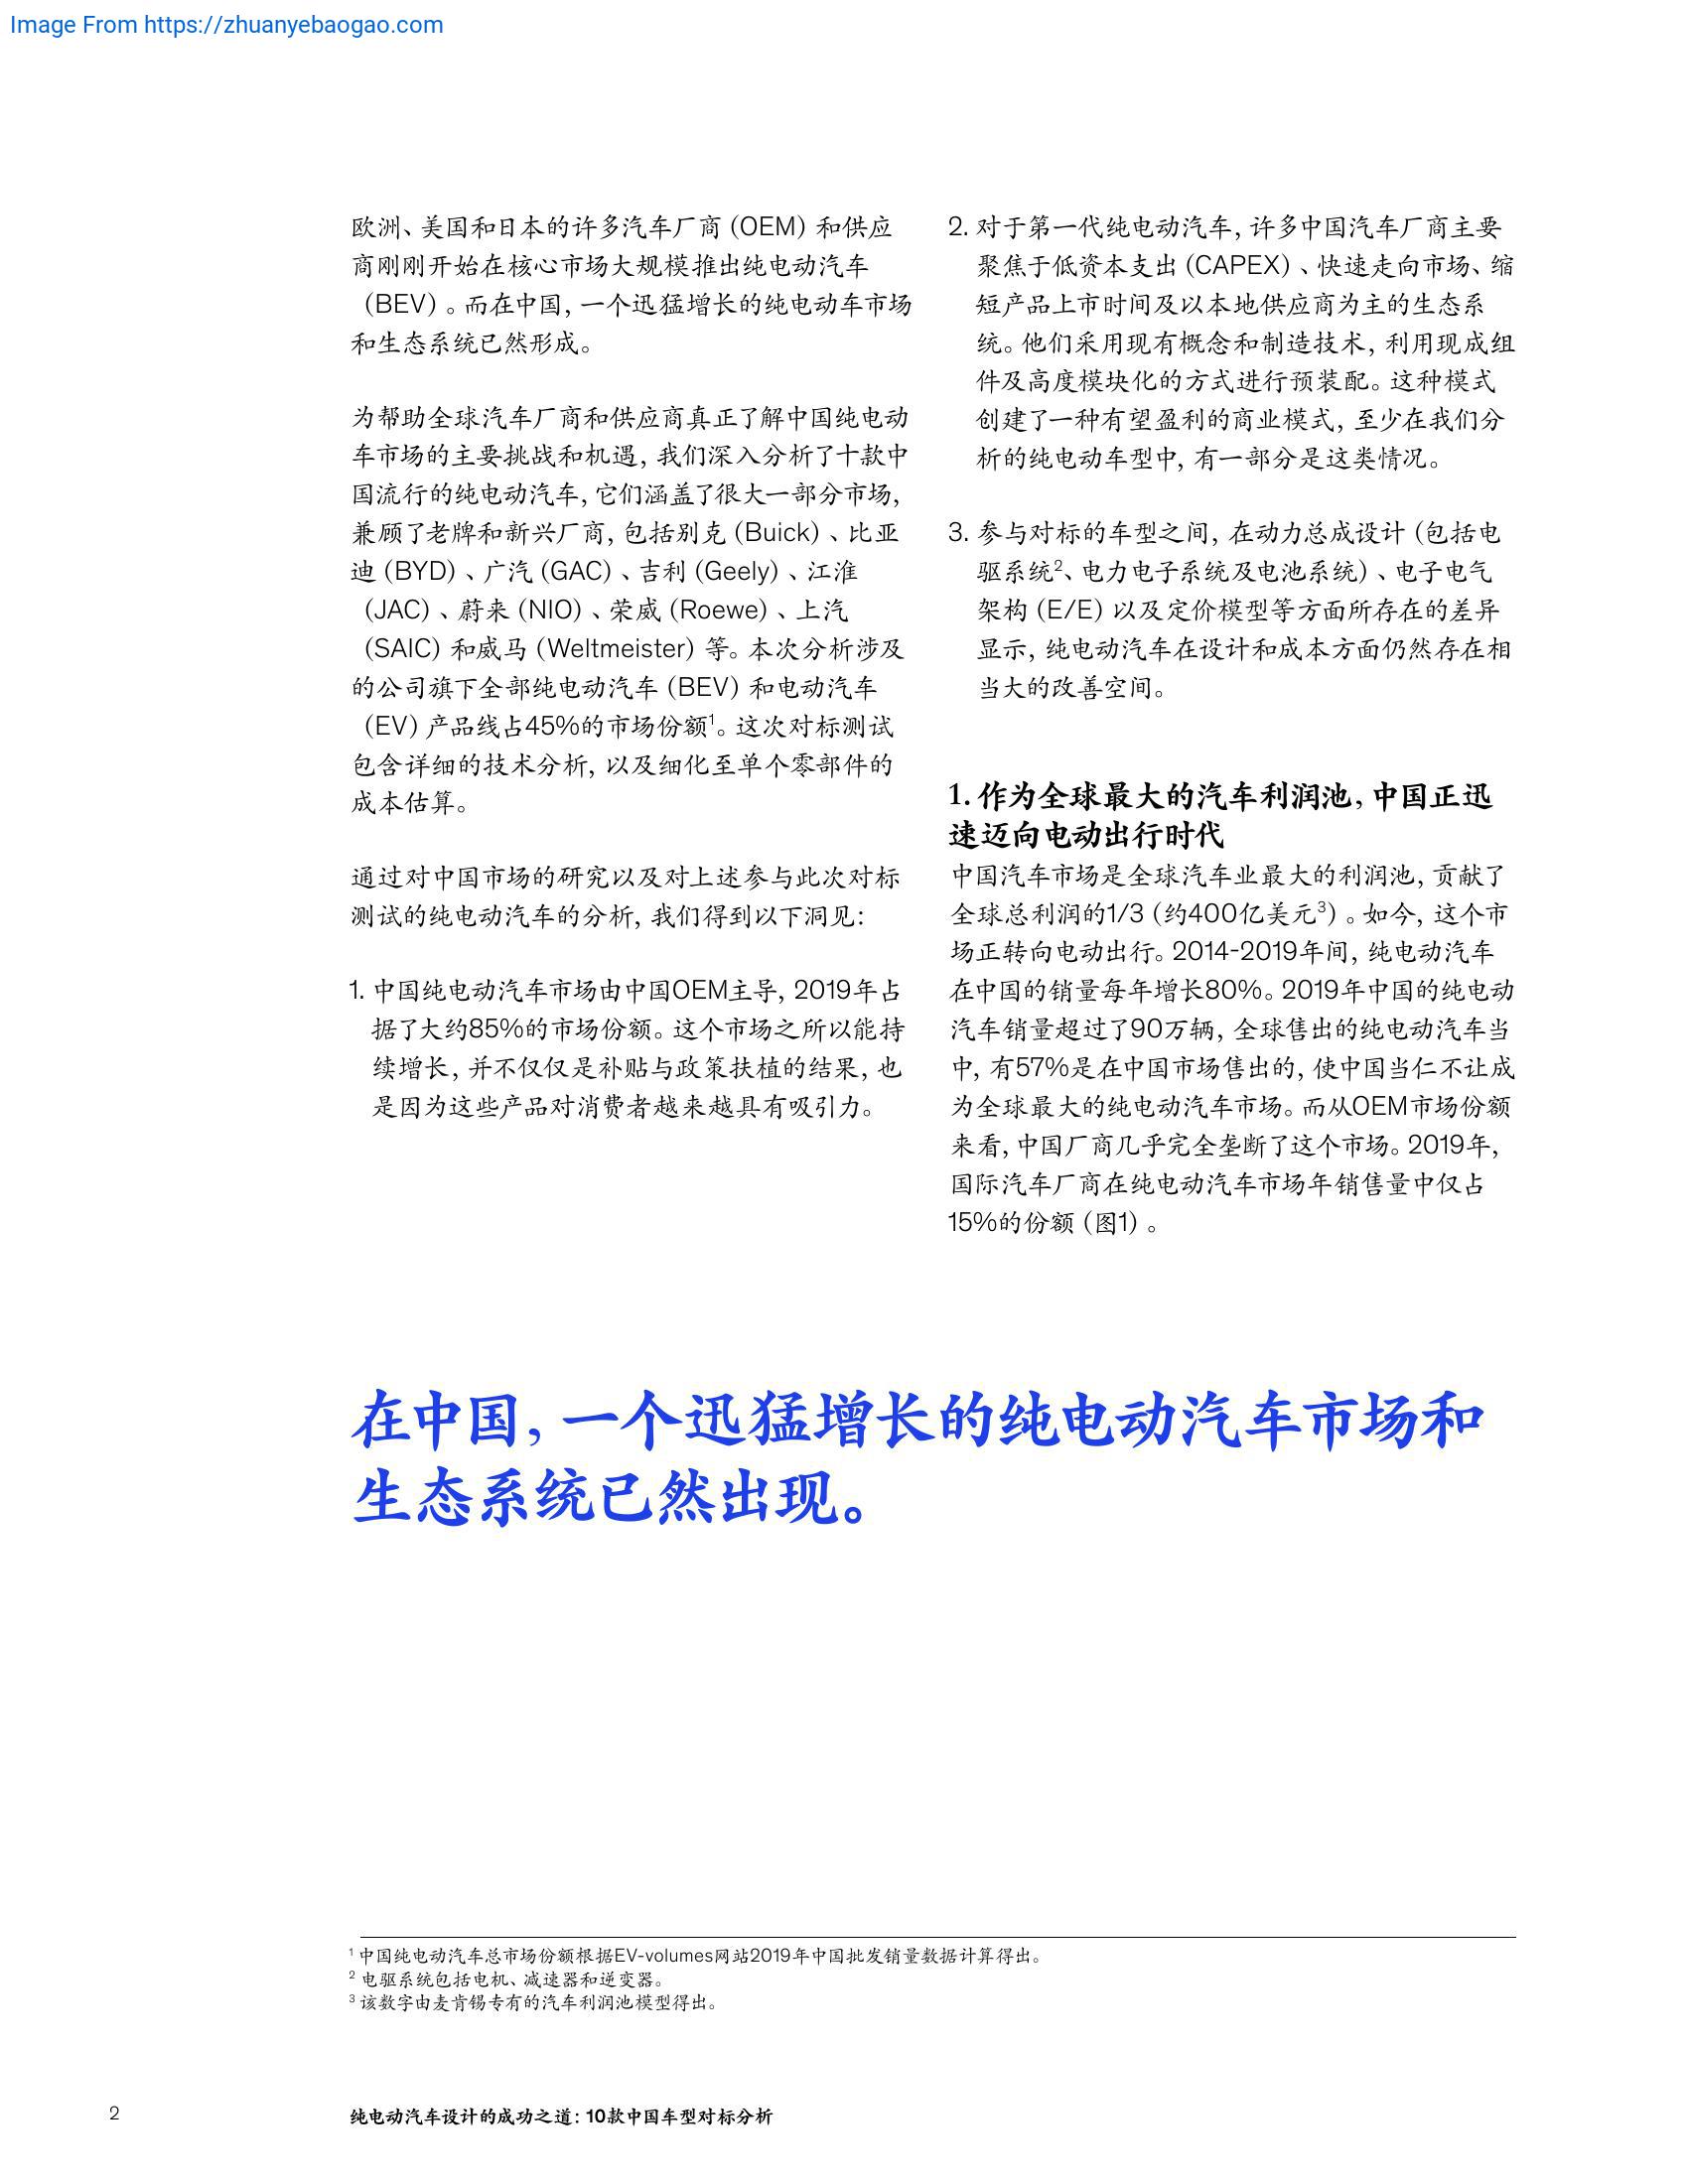 Image From https://zhuanyebaogao.com
欧洲、美国和日本的许多汽车厂商（OEM）和供应
商刚刚开始在核心市场大规模推出纯电动汽车
（BEV）。而在中国，一个迅猛增长的纯电动车市场
和生态系统已然形成。
为帮助全球汽车厂商和供应商真正了解中国纯电动
车市场的主要挑战和机遇，我们深入分析了十款中
国流行的纯电动汽车，它们涵盖了很大一部分市场，
兼顾了老牌和新兴厂商，包括别克（Buick）、比亚
迪（BYD）、广汽（GAC）、吉利（Geely）、江淮
（JAC）、蔚来（NIO）、荣威（Roewe）、上汽
（SAIC）和威马（Weltmeister）等。本次分析涉及
的公司旗下全部纯电动汽车（BEV）和电动汽车
（EV）产品线占45%的市场份额¹。这次对标测试
包含详细的技术分析，以及细化至单个零部件的
成本估算。
通过对中国市场的研究以及对上述参与此次对标
测试的纯电动汽车的分析，我们得到以下洞见：
1. 中国纯电动汽车市场由中国OEM主导，2019年占
据了大约85%的市场份额。这个市场之所以能持
续增长，并不仅仅是补贴与政策扶植的结果，也
是因为这些产品对消费者越来越具有吸引力。
2. 对于第一代纯电动汽车，许多中国汽车厂商主要
聚焦于低资本支出（CAPEX）、快速走向市场、缩
短产品上市时间及以本地供应商为主的生态系
统。他们采用现有概念和制造技术，利用现成组
件及高度模块化的方式进行预装配。这种模式
创建了一种有望盈利的商业模式，至少在我们分
析的纯电动车型中，有一部分是这类情况。
3. 参与对标的车型之间，在动力总成设计（包括电
驱系统²、电力电子系统及电池系统）、电子电气
架构（E/E）以及定价模型等方面所存在的差异
显示，纯电动汽车在设计和成本方面仍然存在相
当大的改善空间。
1. 作为全球最大的汽车利润池，中国正迅
速迈向电动出行时代
中国汽车市场是全球汽车业最大的利润池，贡献了
全球总利润的1/3（约400亿美元³）。如今，这个市
场正转向电动出行。2014-2019年间，纯电动汽车
在中国的销量每年增长80%。2019年中国的纯电动
汽车销量超过了90万辆，全球售出的纯电动汽车当
中，有57%是在中国市场售出的，使中国当仁不让成
为全球最大的纯电动汽车市场。而从OEM市场份额
来看，中国厂商几乎完全垄断了这个市场。2019年，
国际汽车厂商在纯电动汽车市场年销售量中仅占
15%的份额（图1）。
在中国，一个迅猛增长的纯电动汽车市场和
生态系统已然出现。
¹ 中国纯电动汽车总市场份额根据EV-volumes网站2019年中国批发销量数据计算得出。
² 电驱系统包括电机、减速器和逆变器。
³ 该数字由麦肯锡专有的汽车利润池模型得出。
2
纯电动汽车设计的成功之道：10款中国车型对标分析